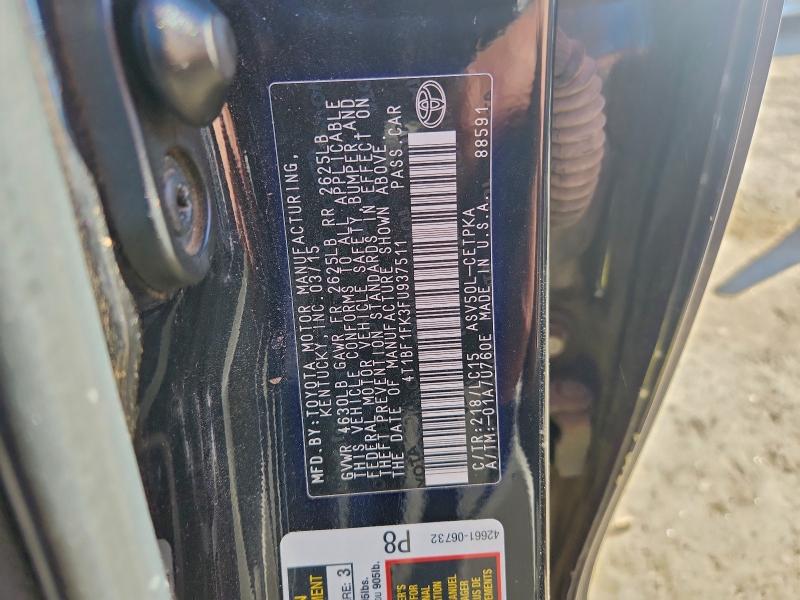 MFD. BY: TOYOTA MOTOR MANUFACTURING,
KENTUCKY, INC. 03/15
GVWR 4630LB GAWR FR 2625LB RR 2625LB
THIS VEHICLE CONFORMS TO ALL APPLICABLE
FEDERAL MOTOR VEHICLE SAFETY, BUMPER, AND
THEFT PREVENTION STANDARDS IN EFFECT ON
THE DATE OF MANUFACTURE SHOWN ABOVE.
4T1BF1FK3FU937511 PASS.CAR
C/TR:218/LC15 ASV50L-CETPKA
A/TM:-01A/U760E MADE IN U.S.A. 88591
42661-06732
P8
905lb.
3